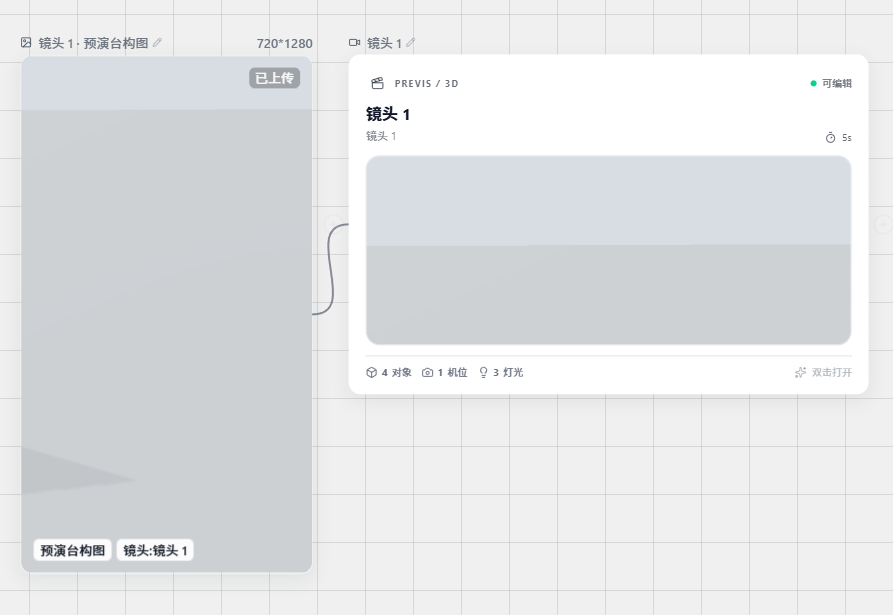 镜头 1 · 预演台构图
720*1280
已上传
预演台构图
镜头:镜头 1
镜头 1
PREVIS / 3D
可编辑
镜头 1
镜头 1
5s
4 对象
1 机位
3 灯光
双击打开